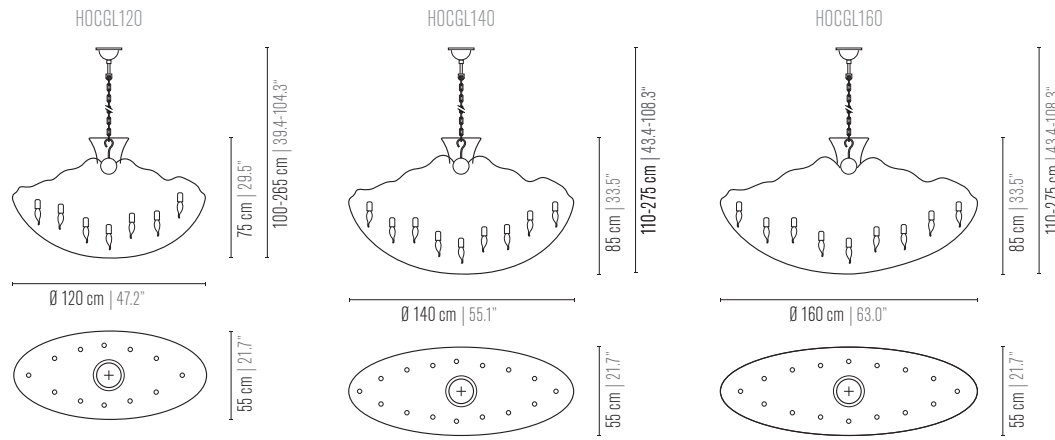 HOCGL120
HOCGL140
HOCGL160
75 cm | 29.5"
100-265 cm | 39.4-104.3"
85 cm | 33.5"
110-275 cm | 43.4-108.3"
85 cm | 33.5"
110-275 cm | 43.4-108.3"
Ø 120 cm | 47.2"
Ø 140 cm | 55.1"
Ø 160 cm | 63.0"
55 cm | 21.7"
55 cm | 21.7"
55 cm | 21.7"